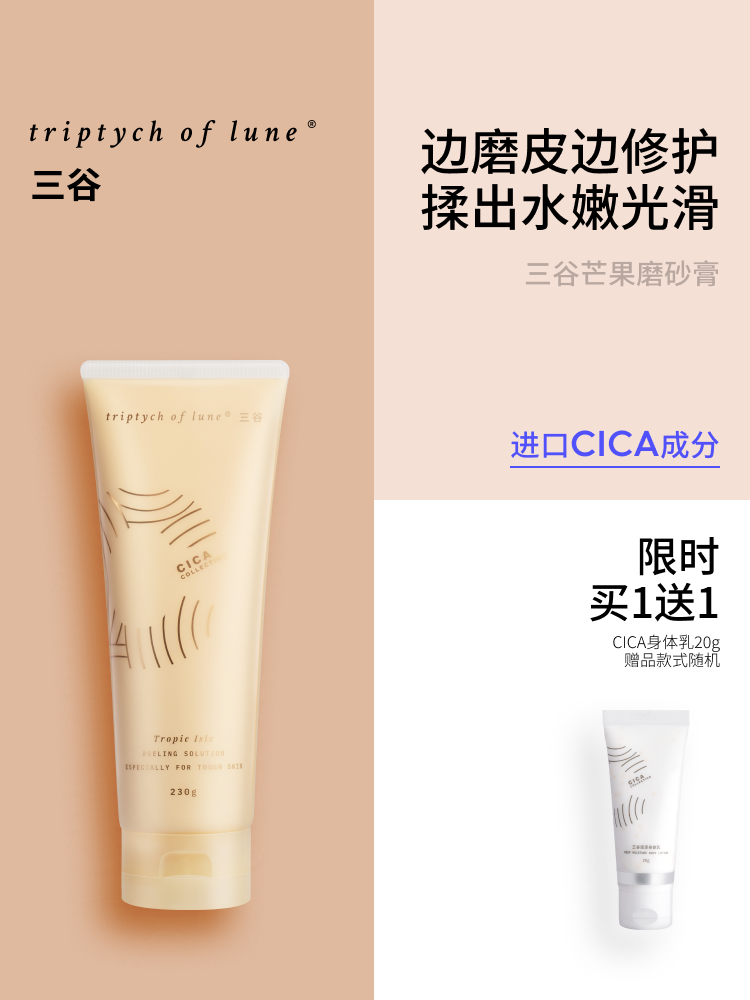 triptych of lune®
三谷
边磨皮边修护
揉出水嫩光滑
三谷芒果磨砂膏
进口CICA成分
限时
买1送1
CICA身体乳20g
赠品款式随机
triptych of lune® 三谷
CICA
COLLECTION
Tropic Isle
PEELING SOLUTION
ESPECIALLY FOR TOUGH SKIN
230g
CICA
COLLECTION